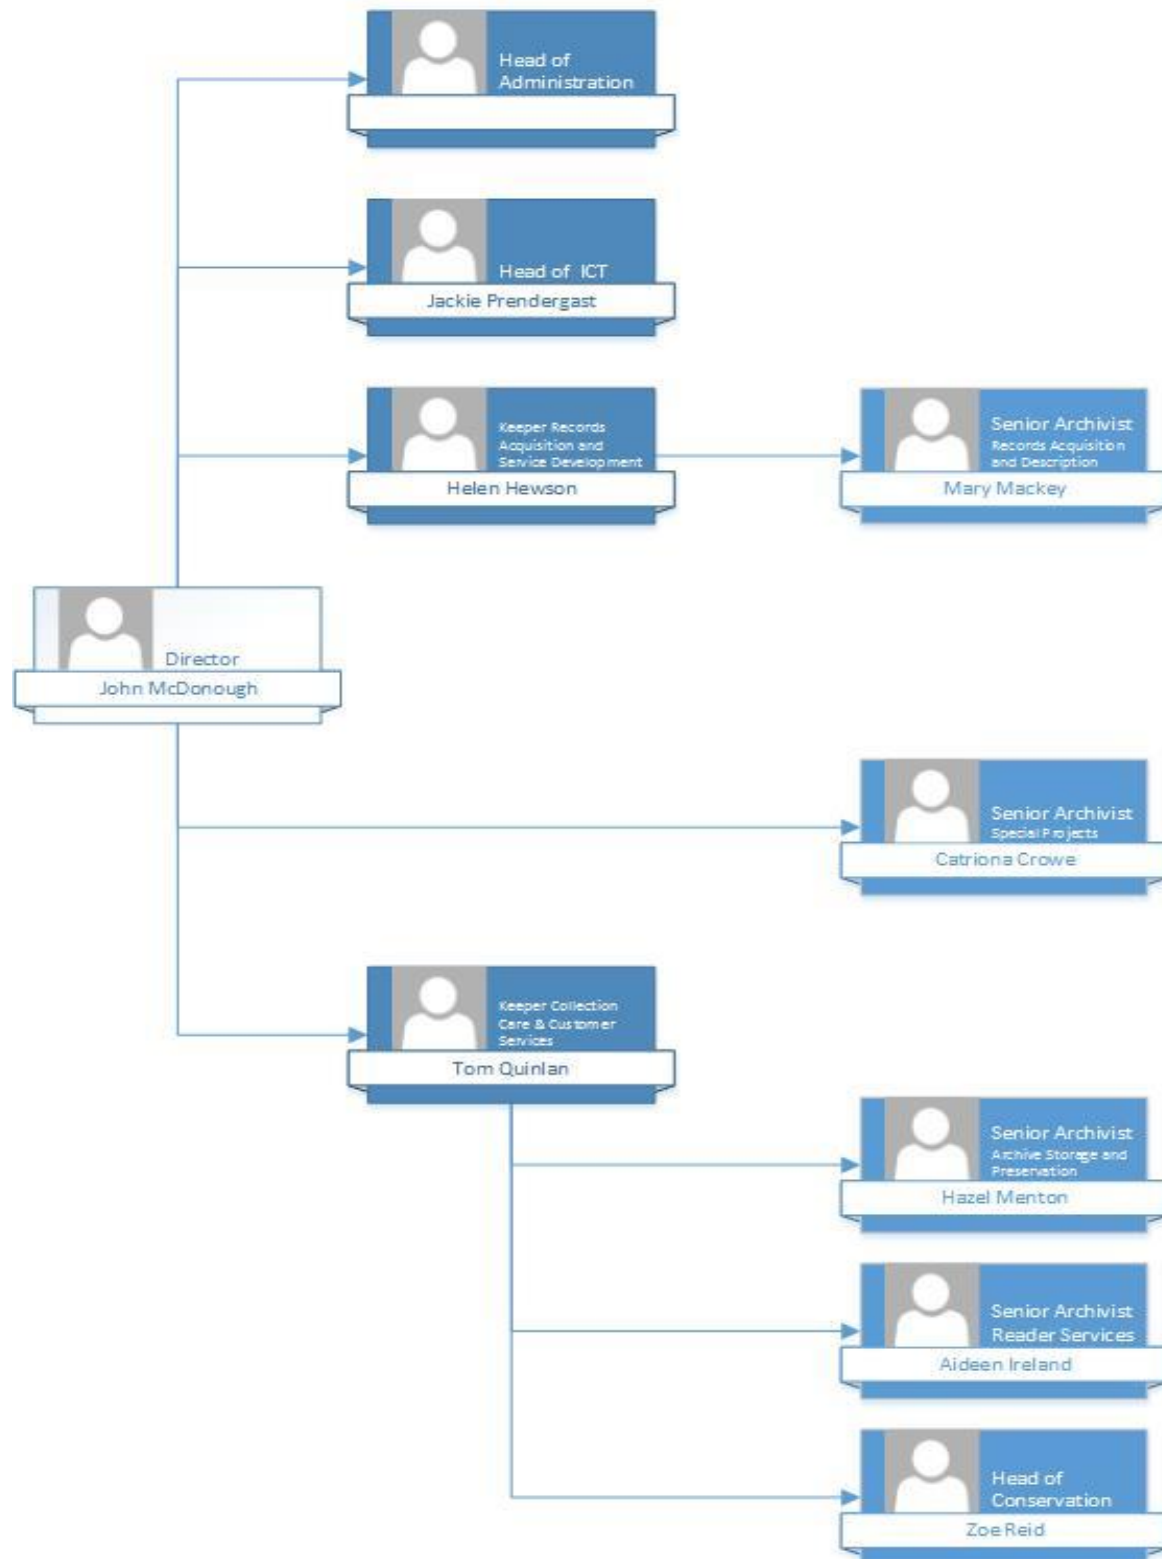 Head of
Administration
Head of ICT
Jackie Prendergast
Keeper Records
Acquisition and
Service Development
Helen Hewson
Senior Archivist
Records Acquisition
and Description
Mary Mackey
Director
John McDonough
Senior Archivist
Special Projects
Catriona Crowe
Keeper Collection
Care & Customer
Services
Tom Quinlan
Senior Archivist
Archive Storage and
Preservation
Hazel Menton
Senior Archivist
Reader Services
Aideen Ireland
Head of
Conservation
Zoe Reid